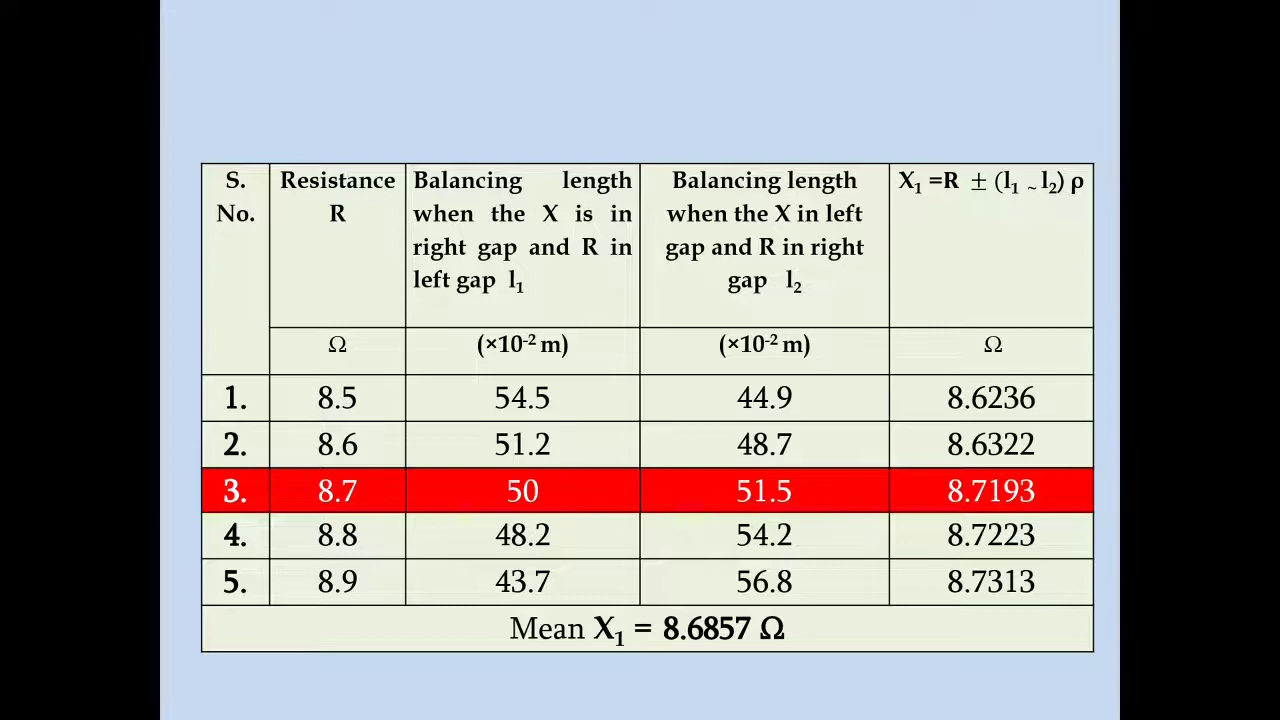 S. No. Resistance R Balancing length when the X is in right gap and R in left gap l₁ Balancing length when the X in left gap and R in right gap l₂ X₁ =R ± (l₁ ~ l₂) ρ
Ω (×10⁻² m) (×10⁻² m) Ω
1. 8.5 54.5 44.9 8.6236
2. 8.6 51.2 48.7 8.6322
3. 8.7 50 51.5 8.7193
4. 8.8 48.2 54.2 8.7223
5. 8.9 43.7 56.8 8.7313
Mean X₁ = 8.6857 Ω